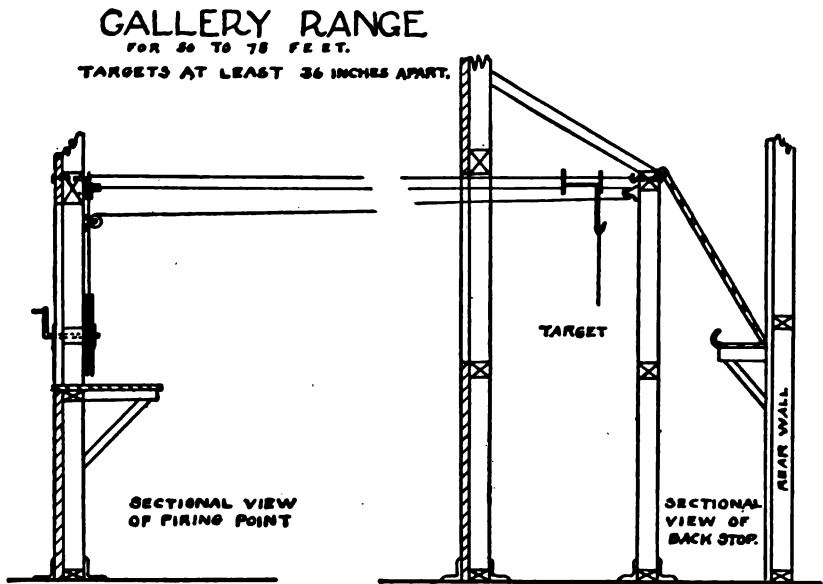 GALLERY RANGE
FOR 50 TO 75 FEET.
TARGETS AT LEAST 36 INCHES APART.
TARGET
REAR WALL
SECTIONAL VIEW
OF FIRING POINT
SECTIONAL
VIEW OF
BACK STOP.